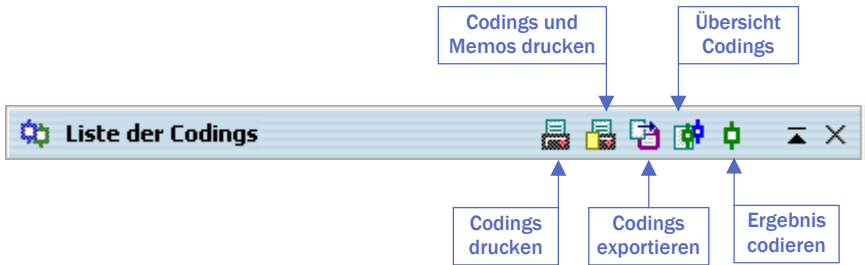 Codings und
Memos drucken
Übersicht
Codings
Liste der Codings
Codings
drucken
Codings
exportieren
Ergebnis
codieren